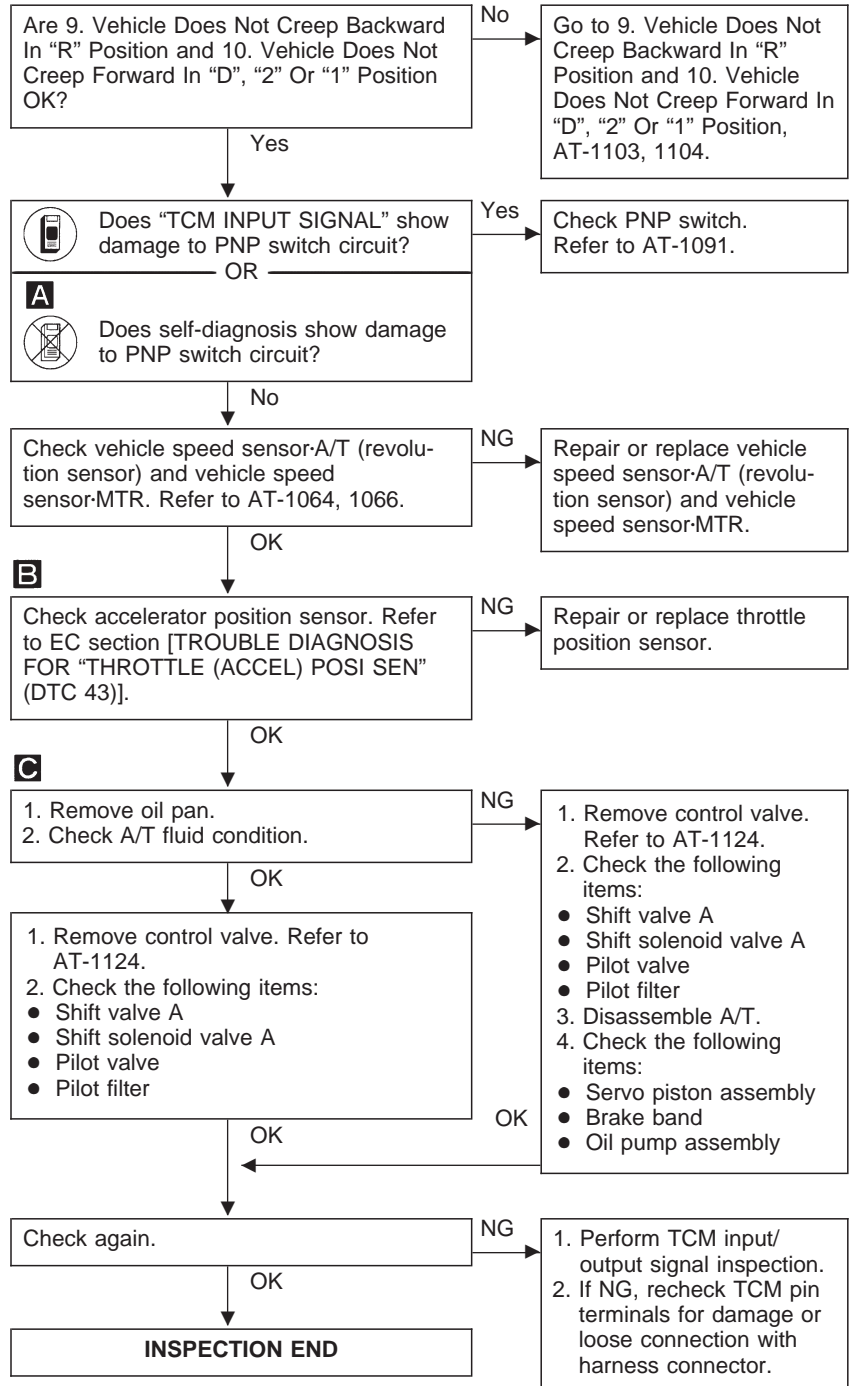 Are 9. Vehicle Does Not Creep Backward
In “R” Position and 10. Vehicle Does Not
Creep Forward In “D”, “2” Or “1” Position
OK?
No
Go to 9. Vehicle Does Not
Creep Backward In “R”
Position and 10. Vehicle
Does Not Creep Forward In
“D”, “2” Or “1” Position,
AT-1103, 1104.
Yes
Does “TCM INPUT SIGNAL” show
damage to PNP switch circuit?
Yes
Check PNP switch.
Refer to AT-1091.
OR
A
Does self-diagnosis show damage
to PNP switch circuit?
No
Check vehicle speed sensor·A/T (revolu-
tion sensor) and vehicle speed
sensor·MTR. Refer to AT-1064, 1066.
NG
Repair or replace vehicle
speed sensor·A/T (revolu-
tion sensor) and vehicle
speed sensor·MTR.
OK
B
Check accelerator position sensor. Refer
to EC section [TROUBLE DIAGNOSIS
FOR “THROTTLE (ACCEL) POSI SEN”
(DTC 43)].
NG
Repair or replace throttle
position sensor.
OK
C
1. Remove oil pan.
2. Check A/T fluid condition.
NG
1. Remove control valve.
Refer to AT-1124.
2. Check the following
items:
● Shift valve A
● Shift solenoid valve A
● Pilot valve
● Pilot filter
3. Disassemble A/T.
4. Check the following
items:
● Servo piston assembly
● Brake band
● Oil pump assembly
OK
1. Remove control valve. Refer to
AT-1124.
2. Check the following items:
● Shift valve A
● Shift solenoid valve A
● Pilot valve
● Pilot filter
OK
OK
Check again.
NG
1. Perform TCM input/
output signal inspection.
2. If NG, recheck TCM pin
terminals for damage or
loose connection with
harness connector.
OK
INSPECTION END